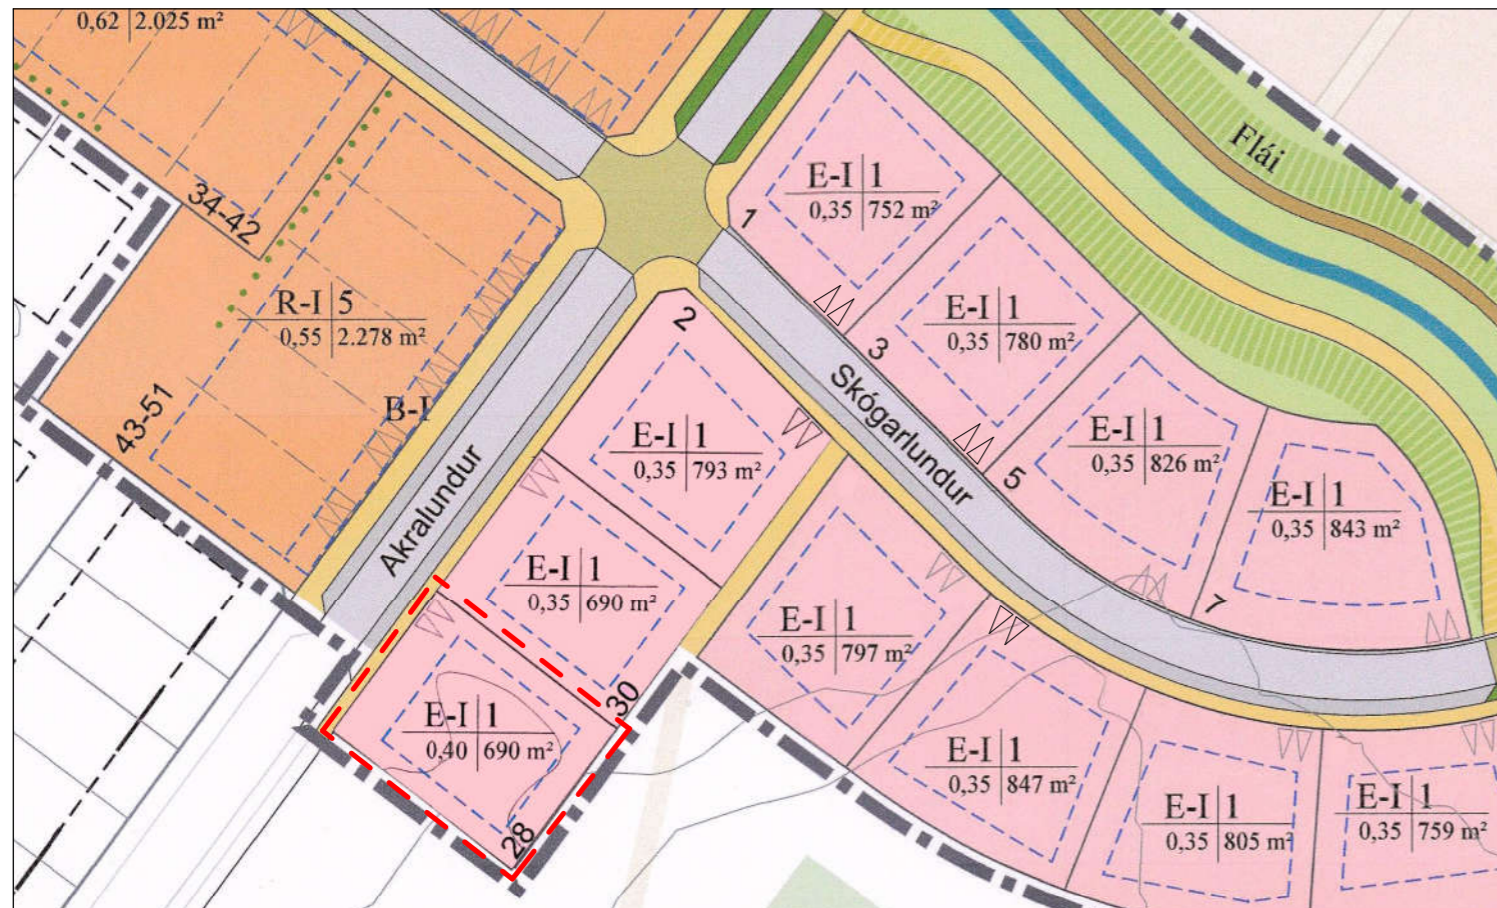 0,62 2.025 m²
34-42
R-I 5
0,55 2.278 m²
B-I
43-51
Akralundur
Skógarlundur
Flái
1
E-I 1
0,35 752 m²
3
E-I 1
0,35 780 m²
5
E-I 1
0,35 826 m²
7
E-I 1
0,35 843 m²
2
E-I 1
0,35 793 m²
E-I 1
0,35 690 m²
30
E-I 1
0,40 690 m²
28
E-I 1
0,35 797 m²
E-I 1
0,35 847 m²
E-I 1
0,35 805 m²
E-I 1
0,35 759 m²